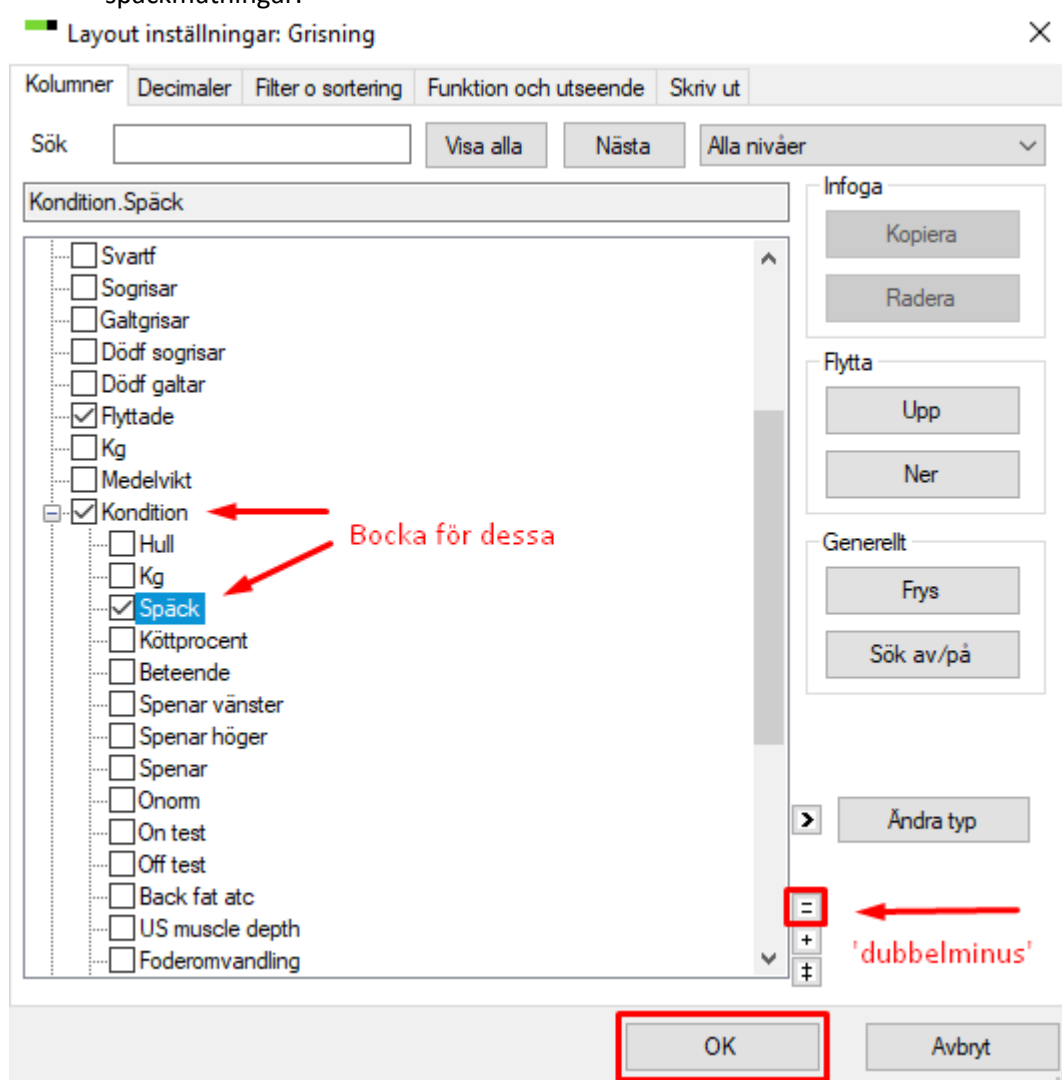 späckmätningar.
Layout inställningar: Grisning
Kolumner Decimaler Filter o sortering Funktion och utseende Skriv ut
Sök Visa alla Nästa Alla nivåer
Kondition.Späck
Infoga
Kopiera
Radera
Flytta
Upp
Ner
Generellt
Frys
Sök av/på
Svartf
Sogrisar
Galtgrisar
Dödf sogrisar
Dödf galtar
Flyttade
Kg
Medelvikt
Kondition
Bocka för dessa
Hull
Kg
Späck
Köttprocent
Beteende
Spenar vänster
Spenar höger
Spenar
Onorm
On test
Off test
Back fat atc
US muscle depth
Foderomvandling
> Ändra typ
=
+
‡
'dubbelminus'
OK Avbryt